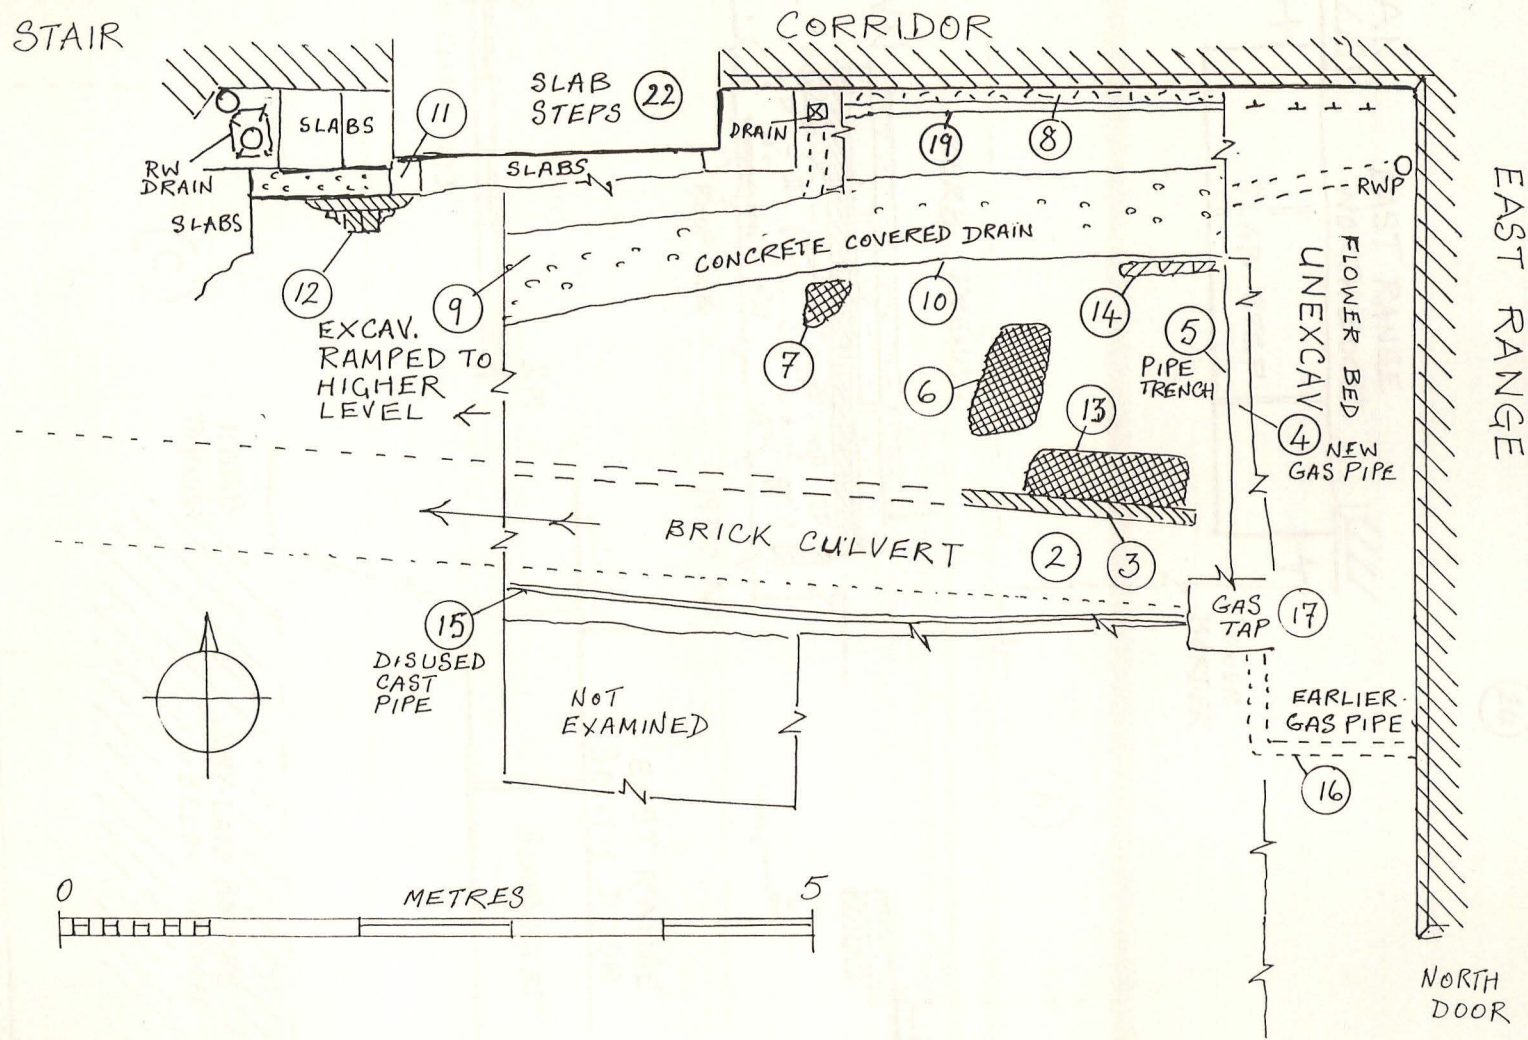 STAIR
CORRIDOR
SLAB
STEPS
22
11
SLABS
DRAIN
19
8
RW
DRAIN
SLABS
SLABS
RWP
EAST RANGE
CONCRETE COVERED DRAIN
12
9
10
14
5
7
6
13
4
EXCAV.
RAMPED TO
HIGHER
LEVEL
PIPE
TRENCH
FLOWER BED
UNEXCAV
NEW
GAS PIPE
BRICK CULVERT
2
3
15
DISUSED
CAST
PIPE
GAS
TAP
17
NOT
EXAMINED
EARLIER
GAS PIPE
16
0
METRES
5
NORTH
DOOR